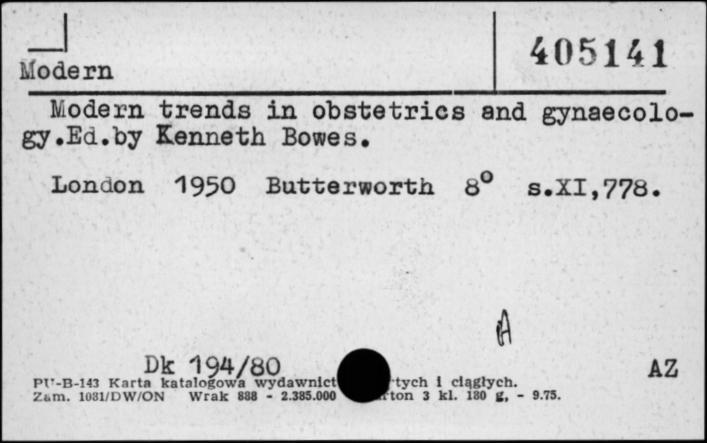 405141
Modern
Modern trends in obstetrics and gynaecolo-
gy.Ed.by Kenneth Bowes.
London 1950 Butterworth 8° s.XI,778.
A
Dk 194/80 AZ
PU-B-143 Karta katalogowa wydawnict tych i ciągłych.
Zam. 1081/DW/ON Wrak 888 - 2.385.000 rton 3 kl. 180 g, - 9.75.